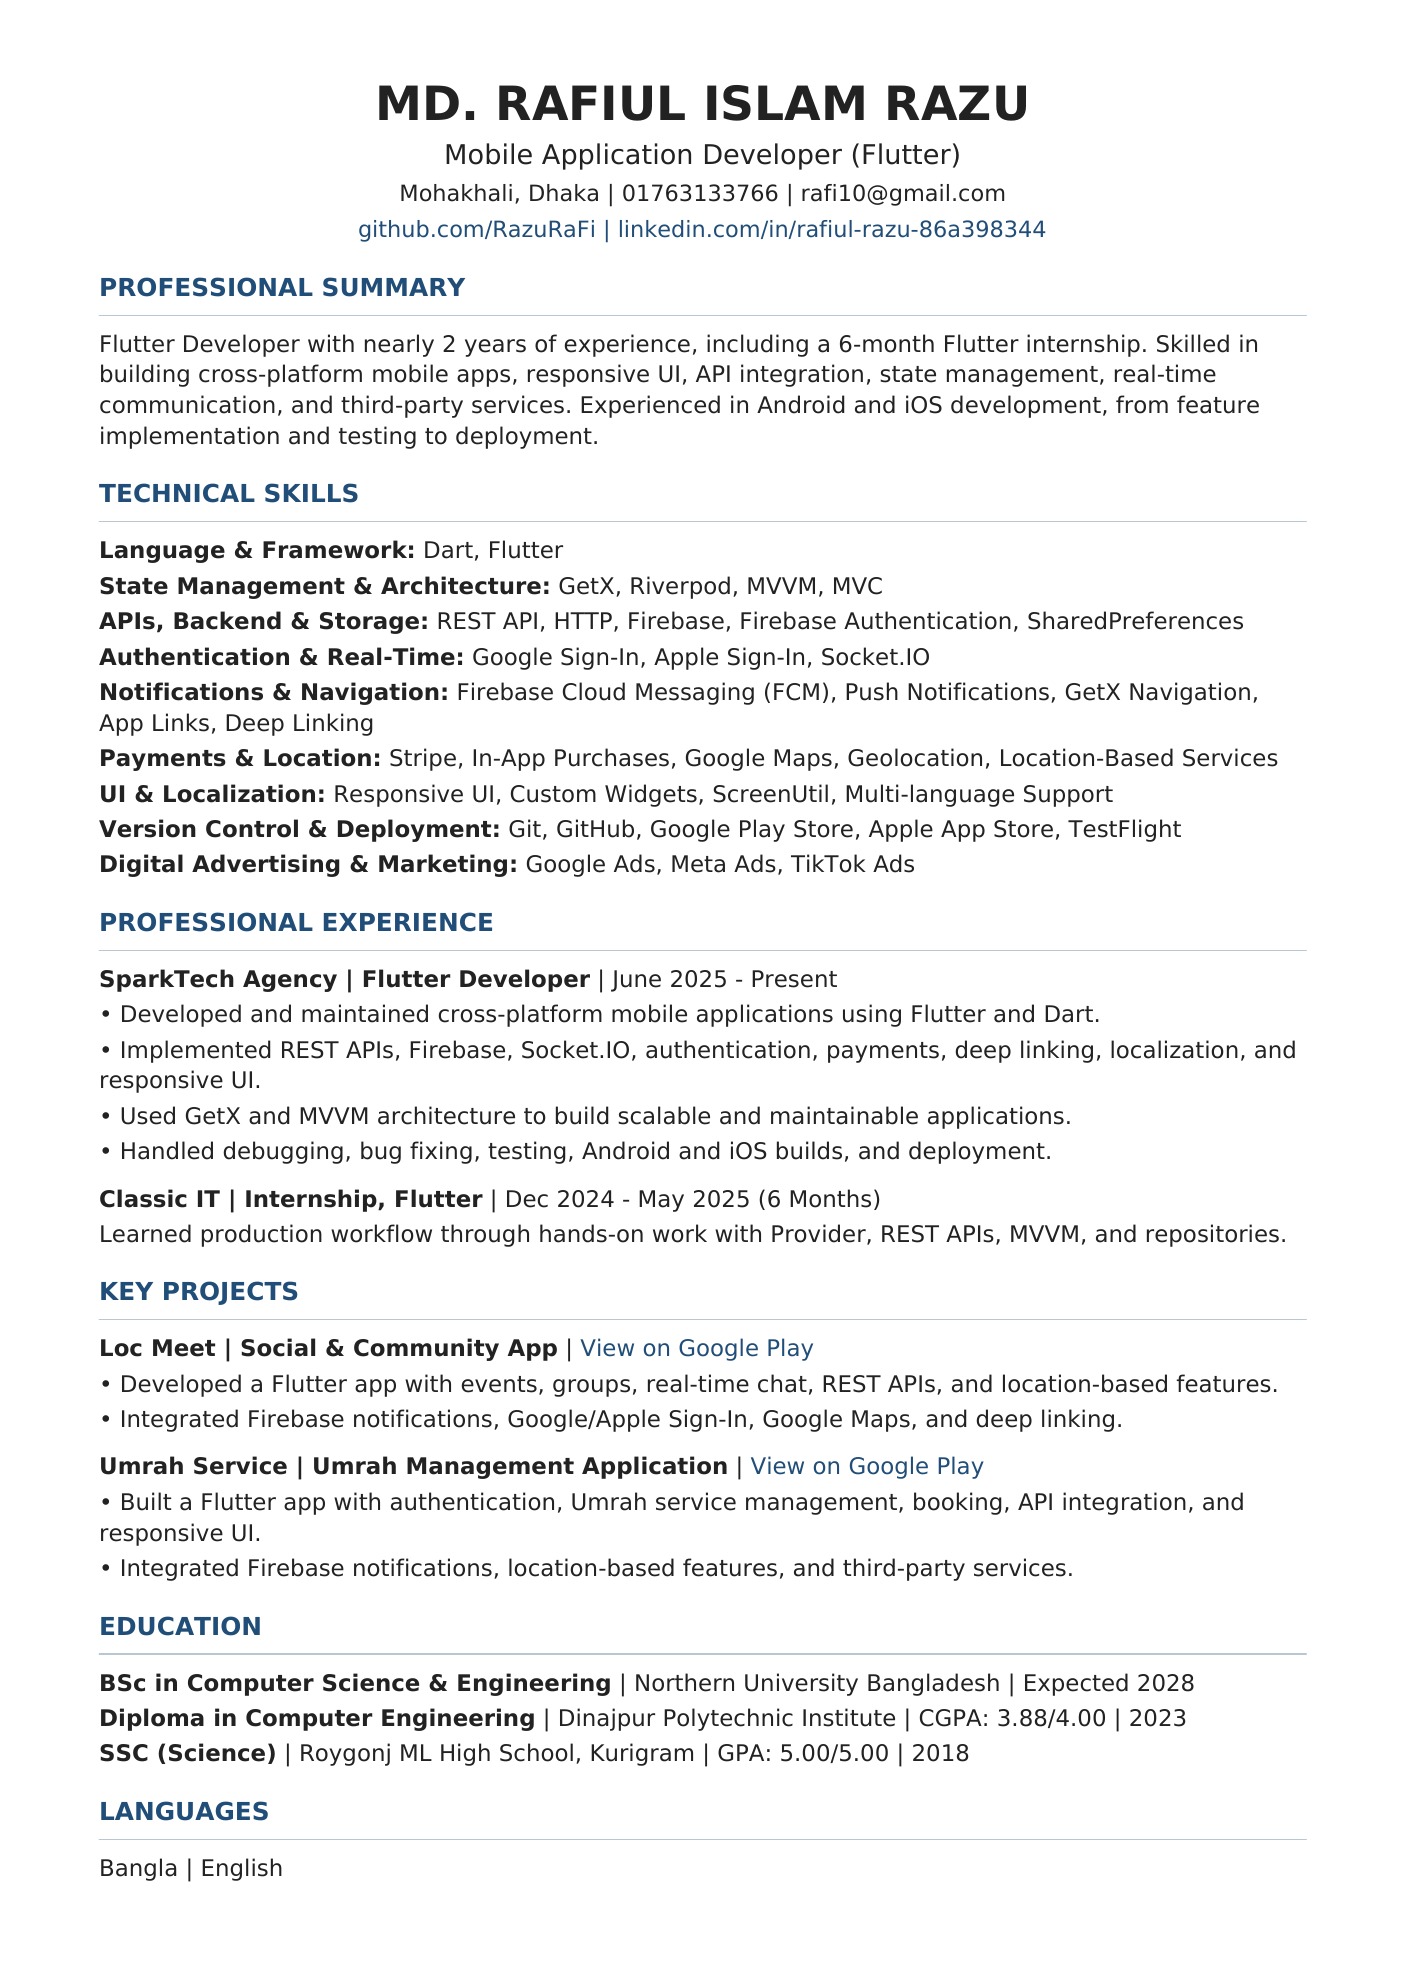 MD. RAFIUL ISLAM RAZU
Mobile Application Developer (Flutter)
Mohakhali, Dhaka | 01763133766 | rafi10@gmail.com
github.com/RazuRaFi | linkedin.com/in/rafiul-razu-86a398344
PROFESSIONAL SUMMARY
Flutter Developer with nearly 2 years of experience, including a 6-month Flutter internship. Skilled in
building cross-platform mobile apps, responsive UI, API integration, state management, real-time
communication, and third-party services. Experienced in Android and iOS development, from feature
implementation and testing to deployment.
TECHNICAL SKILLS
Language & Framework: Dart, Flutter
State Management & Architecture: GetX, Riverpod, MVVM, MVC
APIs, Backend & Storage: REST API, HTTP, Firebase, Firebase Authentication, SharedPreferences
Authentication & Real-Time: Google Sign-In, Apple Sign-In, Socket.IO
Notifications & Navigation: Firebase Cloud Messaging (FCM), Push Notifications, GetX Navigation,
App Links, Deep Linking
Payments & Location: Stripe, In-App Purchases, Google Maps, Geolocation, Location-Based Services
UI & Localization: Responsive UI, Custom Widgets, ScreenUtil, Multi-language Support
Version Control & Deployment: Git, GitHub, Google Play Store, Apple App Store, TestFlight
Digital Advertising & Marketing: Google Ads, Meta Ads, TikTok Ads
PROFESSIONAL EXPERIENCE
SparkTech Agency | Flutter Developer | June 2025 - Present
• Developed and maintained cross-platform mobile applications using Flutter and Dart.
• Implemented REST APIs, Firebase, Socket.IO, authentication, payments, deep linking, localization, and
responsive UI.
• Used GetX and MVVM architecture to build scalable and maintainable applications.
• Handled debugging, bug fixing, testing, Android and iOS builds, and deployment.
Classic IT | Internship, Flutter | Dec 2024 - May 2025 (6 Months)
Learned production workflow through hands-on work with Provider, REST APIs, MVVM, and repositories.
KEY PROJECTS
Loc Meet | Social & Community App | View on Google Play
• Developed a Flutter app with events, groups, real-time chat, REST APIs, and location-based features.
• Integrated Firebase notifications, Google/Apple Sign-In, Google Maps, and deep linking.
Umrah Service | Umrah Management Application | View on Google Play
• Built a Flutter app with authentication, Umrah service management, booking, API integration, and
responsive UI.
• Integrated Firebase notifications, location-based features, and third-party services.
EDUCATION
BSc in Computer Science & Engineering | Northern University Bangladesh | Expected 2028
Diploma in Computer Engineering | Dinajpur Polytechnic Institute | CGPA: 3.88/4.00 | 2023
SSC (Science) | Roygonj ML High School, Kurigram | GPA: 5.00/5.00 | 2018
LANGUAGES
Bangla | English